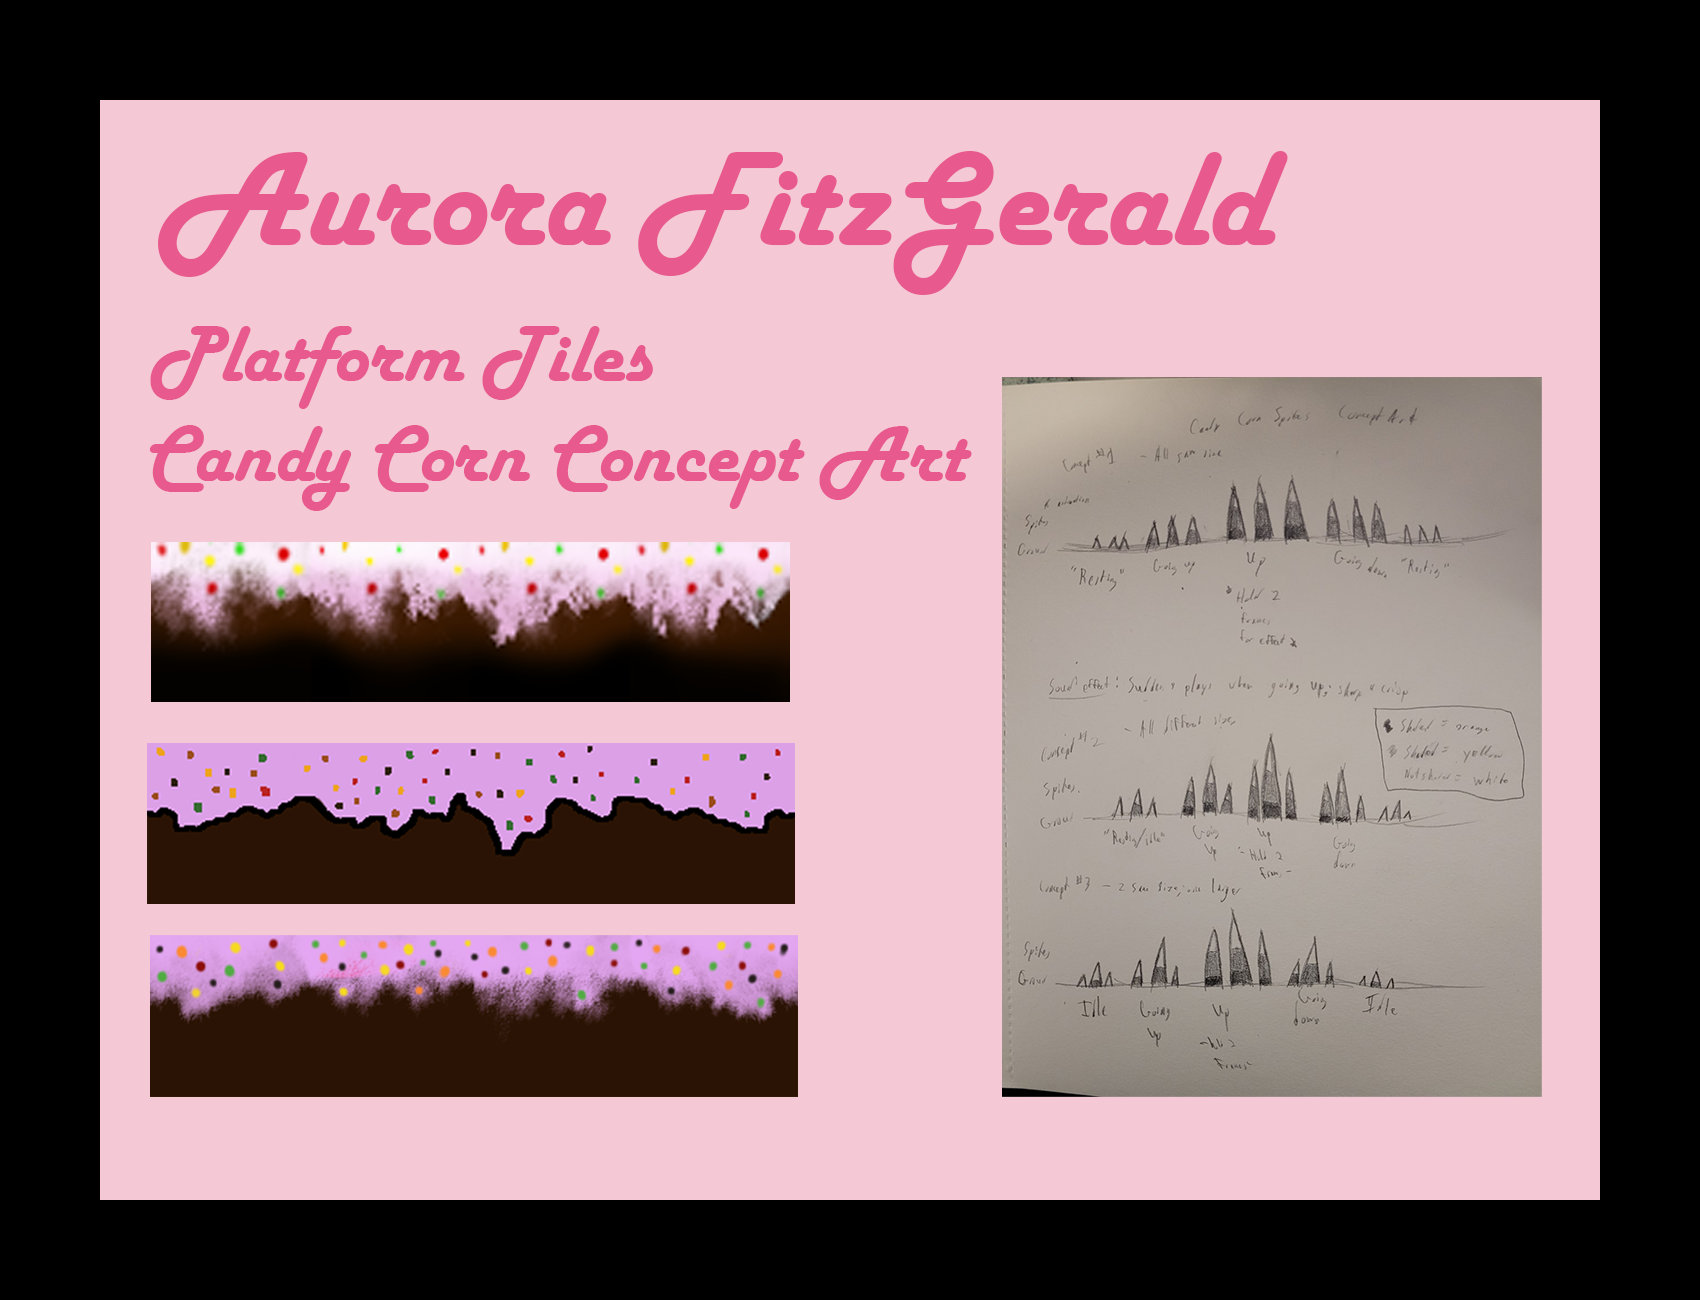 Aurora FitzGerald
Platform Tiles
Candy Corn Concept Art
Candy Corn Spikes Concept Art
Concept #1 - All same size
* animation
Spikes
Ground
"Resting" Going up Up Going down "Resting"
* Hold 2
frames
for effect *
Sound effect: Sudden & plays when going up; sharp & crisp
Concept #2 - All different sizes
Shaded = orange
Shaded = yellow
Not shaded = white
Spikes
Ground
"Resting/idle" Going Up Up Going down
- Hold 2
Frames -
Concept #3 - 2 same size, one larger
Spikes
Ground
Idle Going Up Up Going down Idle
- Hold 2
Frames -